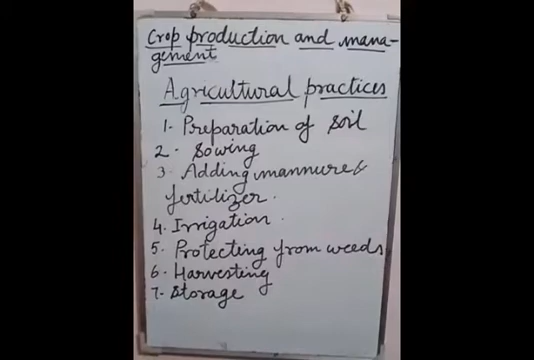 Crop production and mana-
gement
Agricultural practices
1. Preparation of soil
2. Sowing
3 Adding mannure &
fertilizer.
4. Irrigation.
5. Protecting from weeds
6. Harvesting
7. Storage